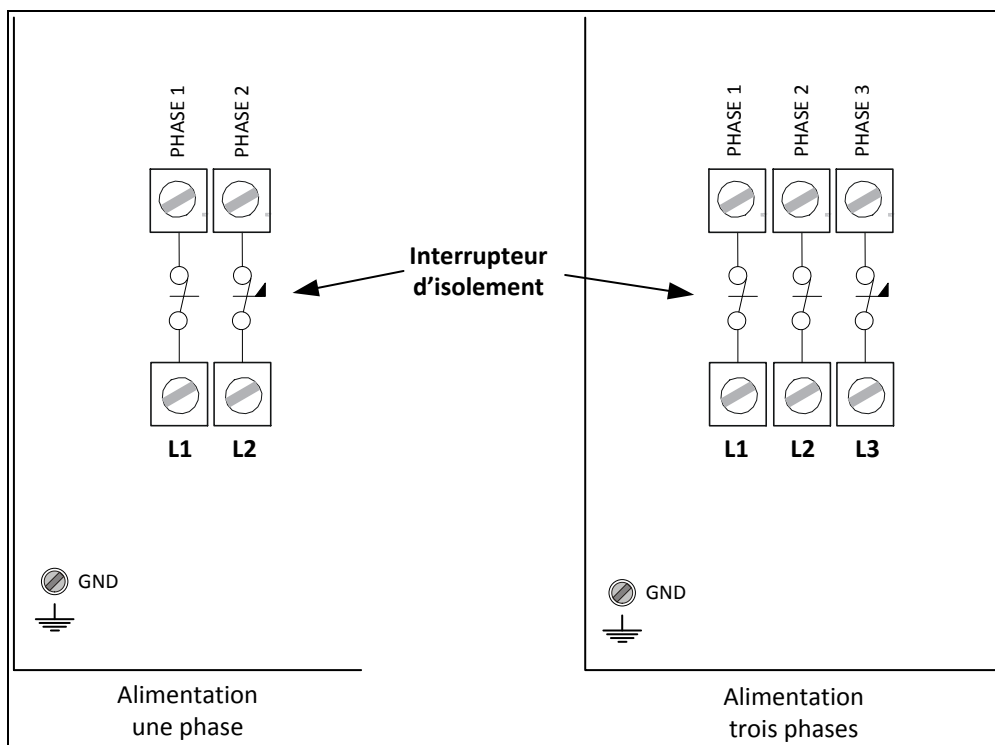 PHASE 1
PHASE 2
PHASE 1
PHASE 2
PHASE 3
Interrupteur
d’isolement
L1
L2
L1
L2
L3
GND
GND
Alimentation
une phase
Alimentation
trois phases